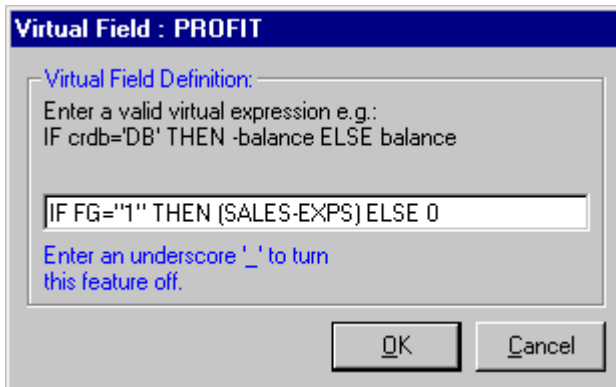 Virtual Field : PROFIT
Virtual Field Definition:
Enter a valid virtual expression e.g.:
IF crdb='DB' THEN -balance ELSE balance
IF FG="1" THEN (SALES-EXPS) ELSE 0
Enter an underscore '_' to turn
this feature off.
OK
Cancel